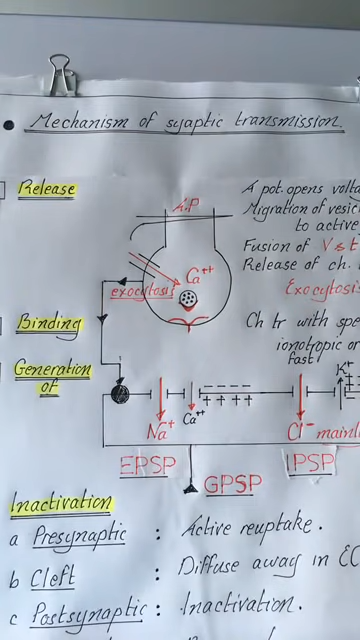 Mechanism of syaptic transmission.
Release
A pot. opens volta
Migration of vesic
to active
Fusion of V & t
Release of ch.
Exocytosis
A.P
Ca++
exocytosis
Binding
Ch tr with spe
ionotropic or
fast
Generation
of
Na+
Ca++
Cl- mainl
K+
EPSP
GPSP
IPSP
Inactivation
a Presynaptic : Active reuptake.
b Cleft : Diffuse away in EC
c Postsynaptic : Inactivation.